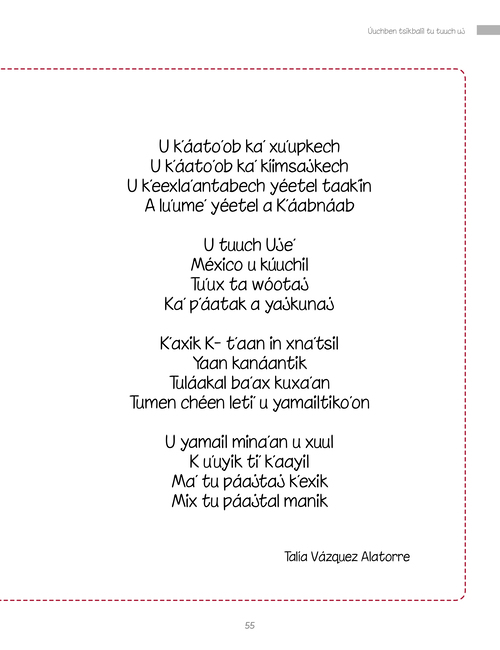 Úuchben tsikbalil tu tuuch uj
U k'áato'ob ka' xu'upkech
U k'áato'ob ka' kíimsajkech
U k'eexla'antabech yéetel taak'in
A lu'ume' yéetel a K'áabnáab
U tuuch Uje'
México u kúuchil
Tu'ux ta wóotaj
Ka' p'áatak a yajkunaj
K'axik K- t'aan in xna'tsil
Yaan kanáantik
Tuláakal ba'ax kuxa'an
Tumen chéen leti' u yamailtiko'on
U yamail mina'an u xuul
K u'uyik ti' k'aayil
Ma' tu páajtaj k'exik
Mix tu páajtal manik
Talía Vázquez Alatorre
55